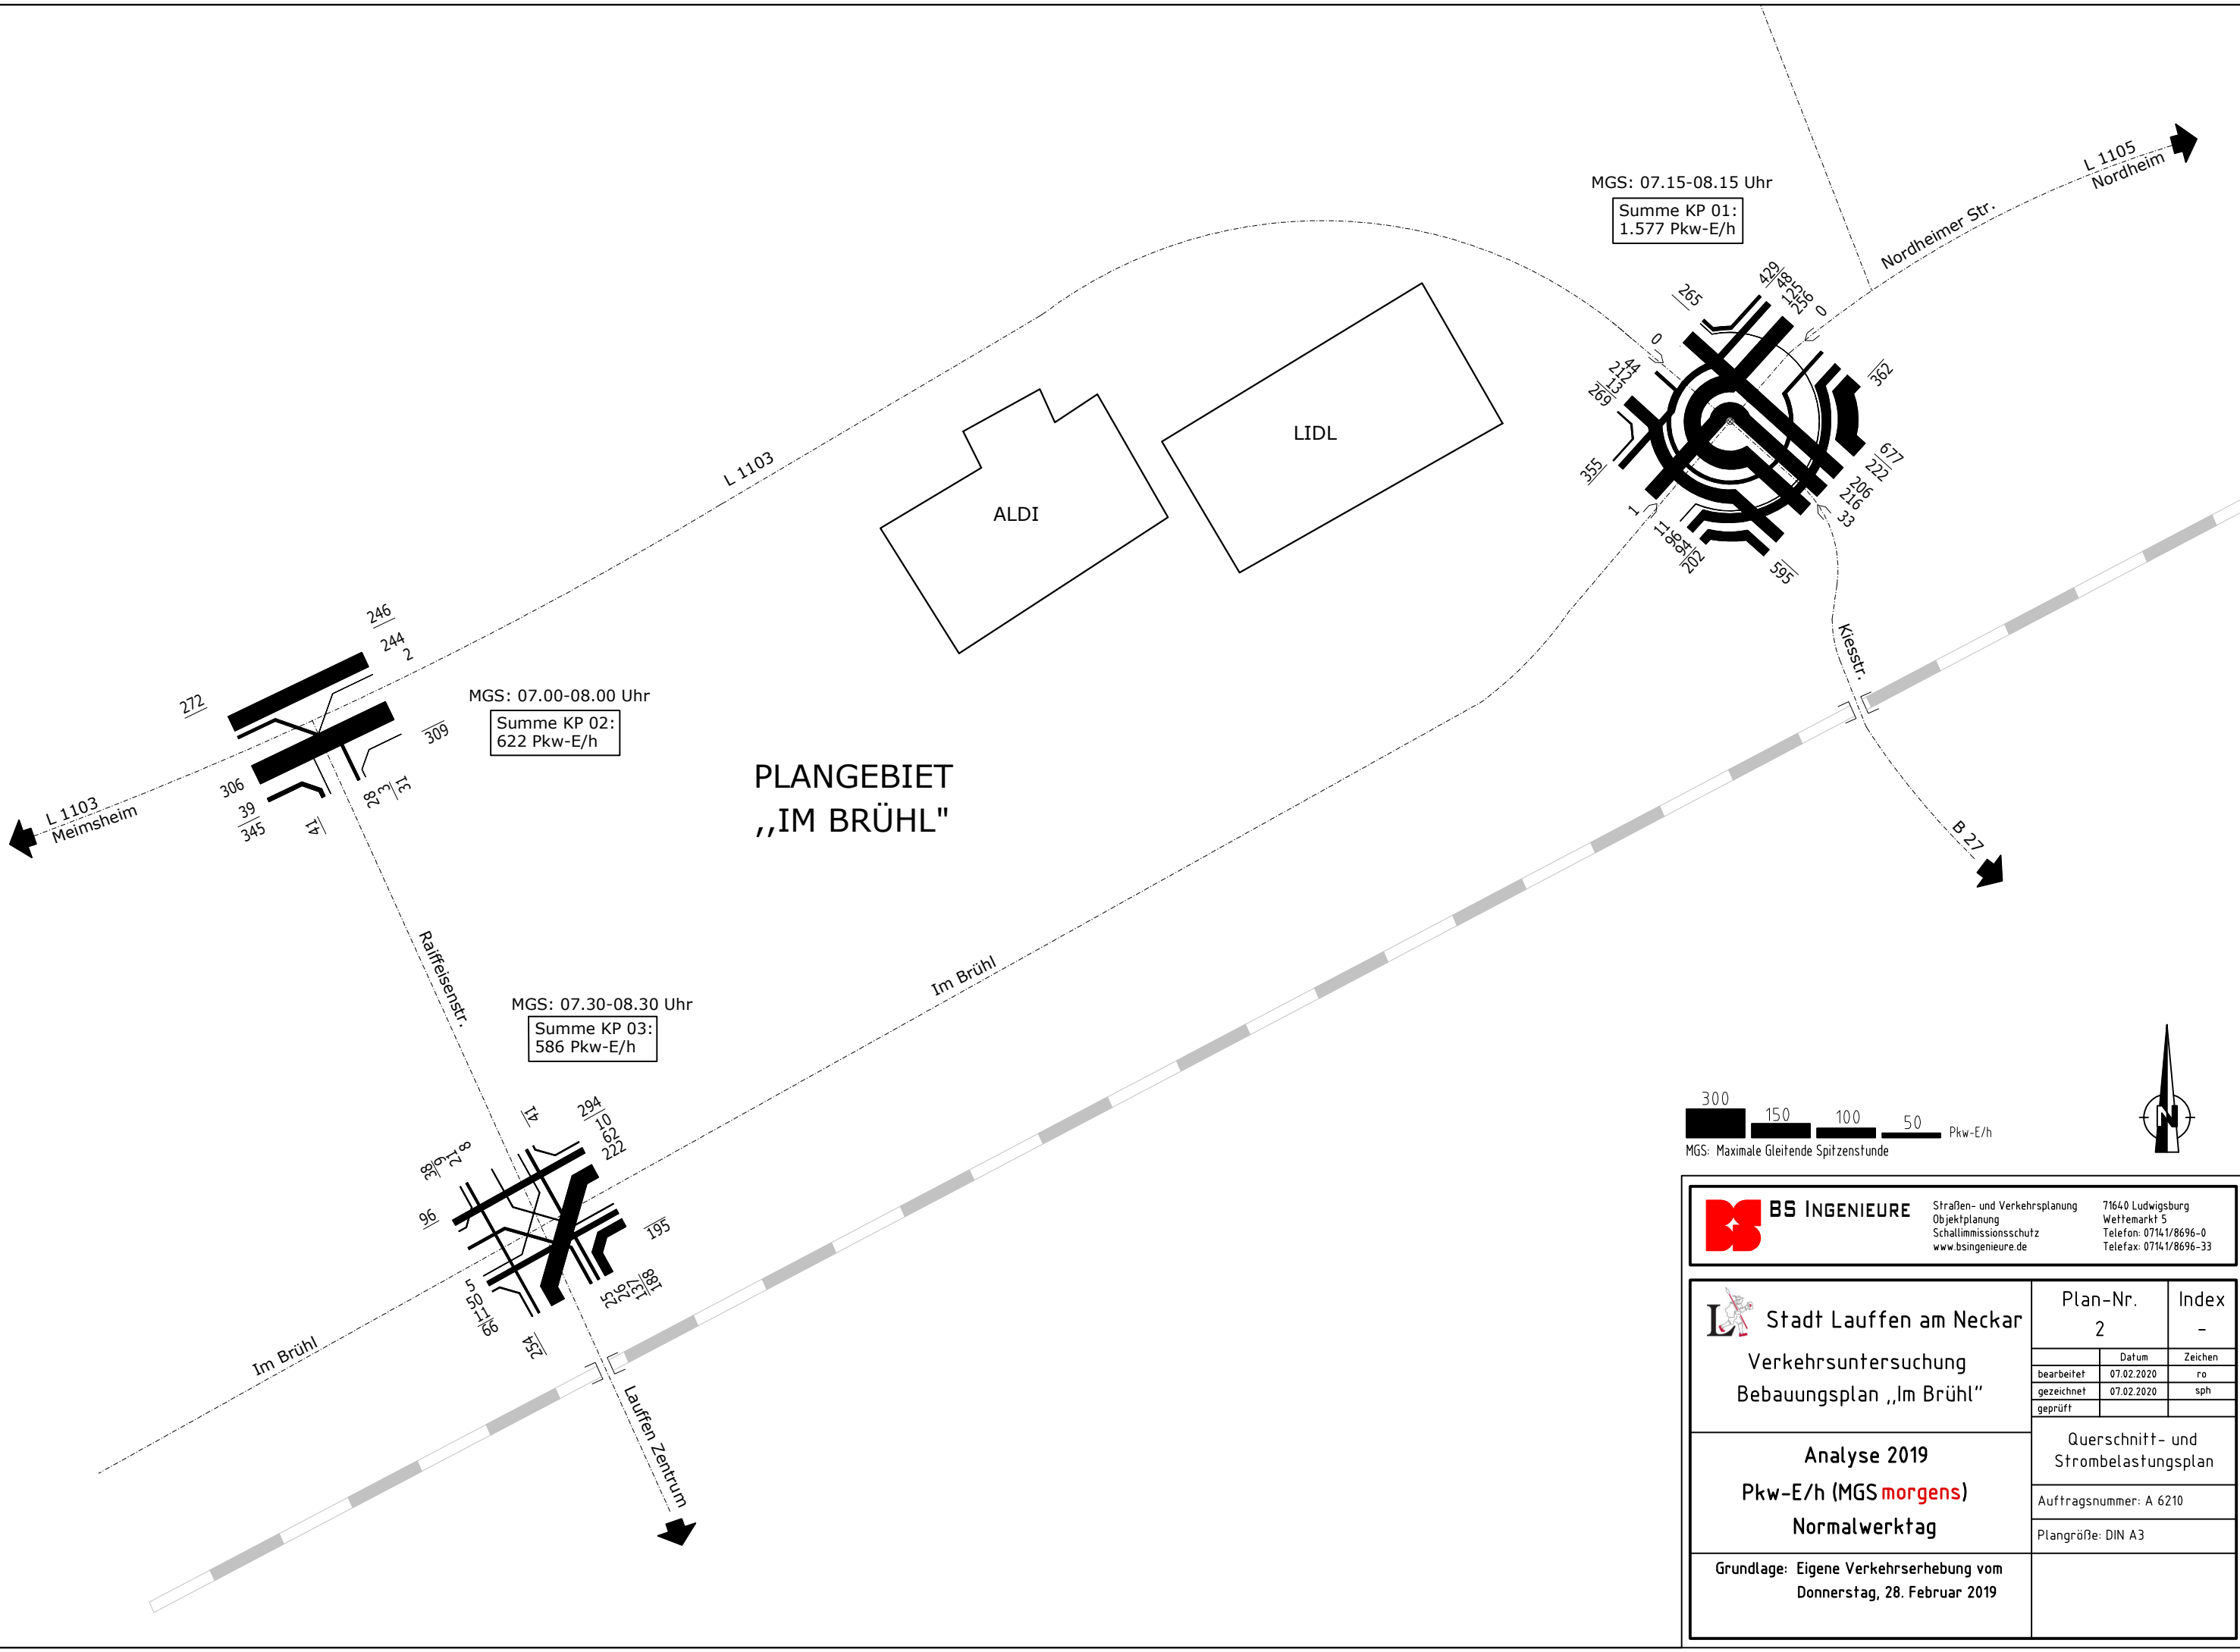 MGS: 07.15-08.15 Uhr
Summe KP 01:
1.577 Pkw-E/h
L 1105
Nordheim
Nordheimer Str.
265
429
48
125
256
0
0
44
212
13
269
355
362
677
222
206
216
33
1
11
96
94
202
595
LIDL
ALDI
L 1103
246
244
2
272
MGS: 07.00-08.00 Uhr
Summe KP 02:
622 Pkw-E/h
309
306
39
345
41
28
3
31
L 1103
Meimsheim
PLANGEBIET
,,IM BRÜHL"
Kiesstr.
B 27
Raiffeisenstr.
Im Brühl
MGS: 07.30-08.30 Uhr
Summe KP 03:
586 Pkw-E/h
41
294
10
62
222
38
9
21
8
96
195
5
50
11
66
254
25
26
137
188
Im Brühl
Lauffen Zentrum
300
150
100
50
Pkw-E/h
MGS: Maximale Gleitende Spitzenstunde
N
BS INGENIEURE
Straßen- und Verkehrsplanung
Objektplanung
Schallimmissionsschutz
www.bsingenieure.de
71640 Ludwigsburg
Wettemarkt 5
Telefon: 07141/8696-0
Telefax: 07141/8696-33
L
Stadt Lauffen am Neckar
Verkehrsuntersuchung
Bebauungsplan ,,Im Brühl"
Plan-Nr.
2
Index
-
Datum
Zeichen
bearbeitet 07.02.2020 ro
gezeichnet 07.02.2020 sph
geprüft
Analyse 2019
Pkw-E/h (MGS morgens)
Normalwerktag
Querschnitt- und
Strombelastungsplan
Auftragsnummer: A 6210
Plangröße: DIN A3
Grundlage: Eigene Verkehrserhebung vom
Donnerstag, 28. Februar 2019